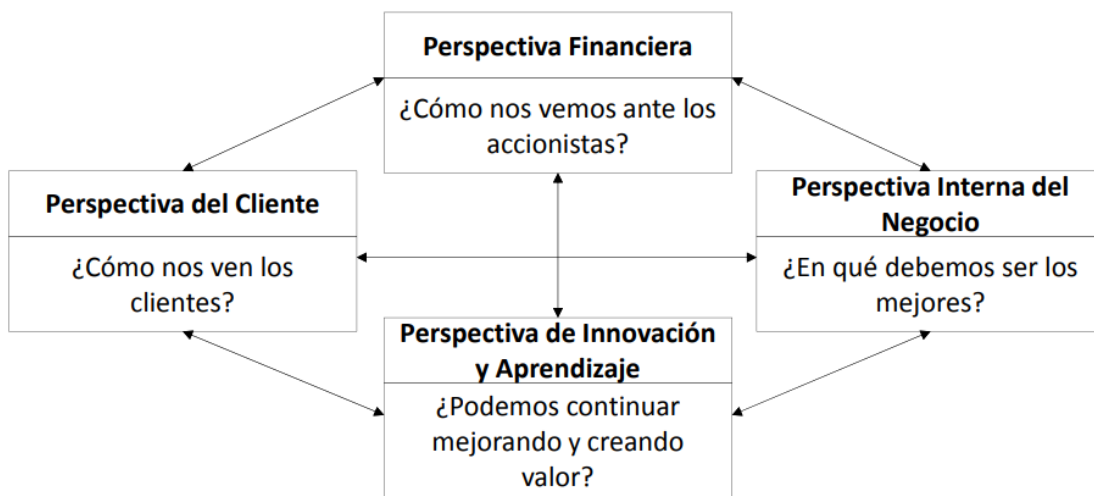 Perspectiva Financiera
¿Cómo nos vemos ante los
accionistas?
Perspectiva del Cliente
¿Cómo nos ven los
clientes?
Perspectiva Interna del
Negocio
¿En qué debemos ser los
mejores?
Perspectiva de Innovación
y Aprendizaje
¿Podemos continuar
mejorando y creando
valor?